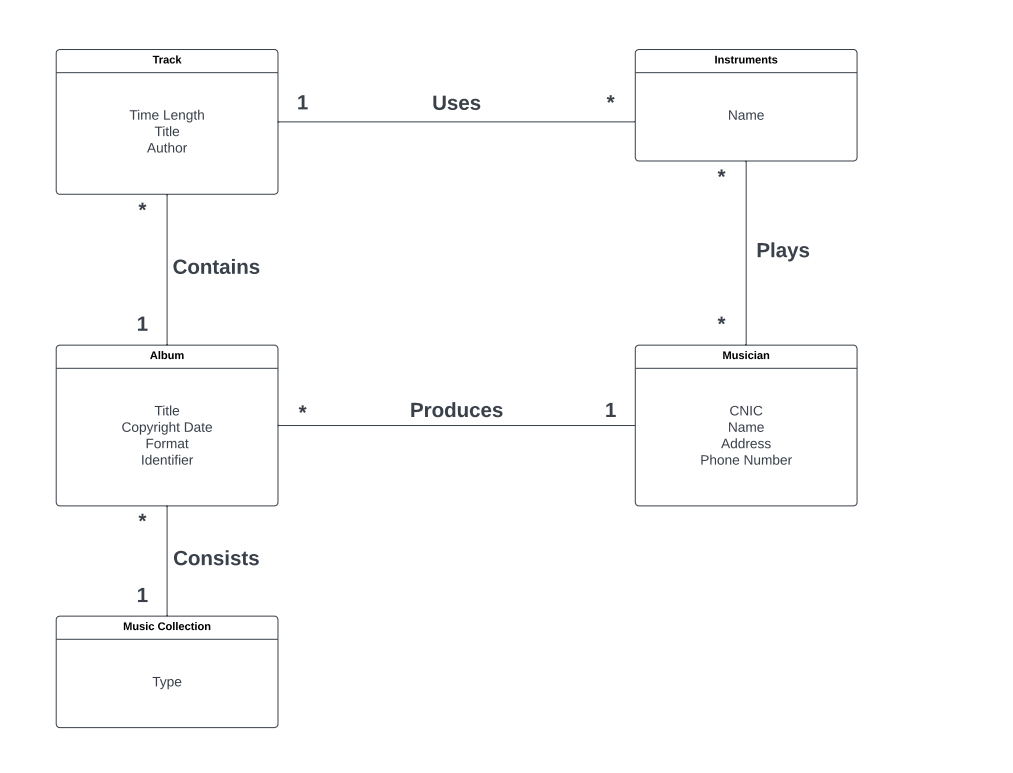 Track
Time Length
Title
Author
1
Uses
*
Instruments
Name
*
Contains
1
*
Plays
*
Album
Title
Copyright Date
Format
Identifier
*
Produces
1
Musician
CNIC
Name
Address
Phone Number
*
Consists
1
Music Collection
Type